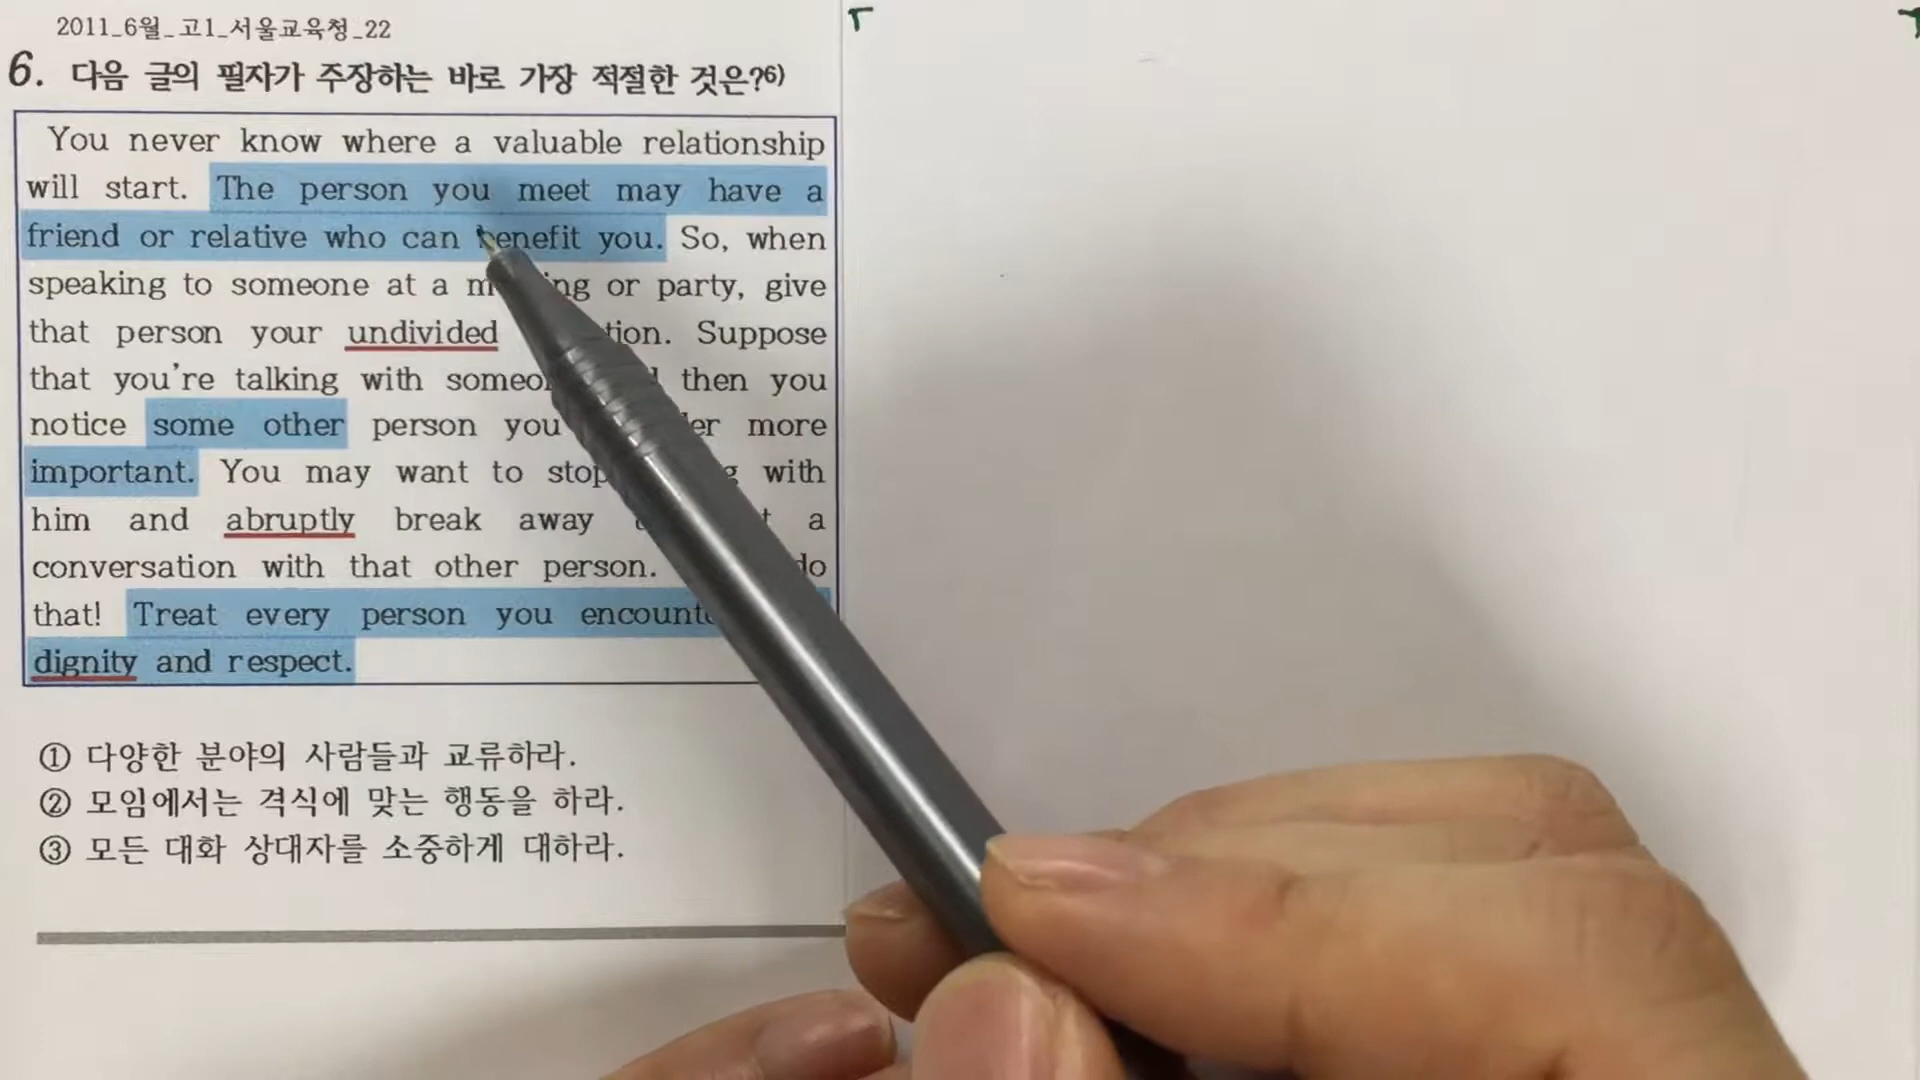 2011_6월_고1_서울교육청_22
6. 다음 글의 필자가 주장하는 바로 가장 적절한 것은?6)
You never know where a valuable relationship
will start. The person you meet may have a
friend or relative who can benefit you. So, when
speaking to someone at a or party, give
that person your undivided Suppose
that you're talking with then you
notice some other person you more
important. You may want to stop with
him and abruptly break away a
conversation with that other person. do
that! Treat every person you
dignity and respect.
① 다양한 분야의 사람들과 교류하라.
② 모임에서는 격식에 맞는 행동을 하라.
③ 모든 대화 상대자를 소중하게 대하라.